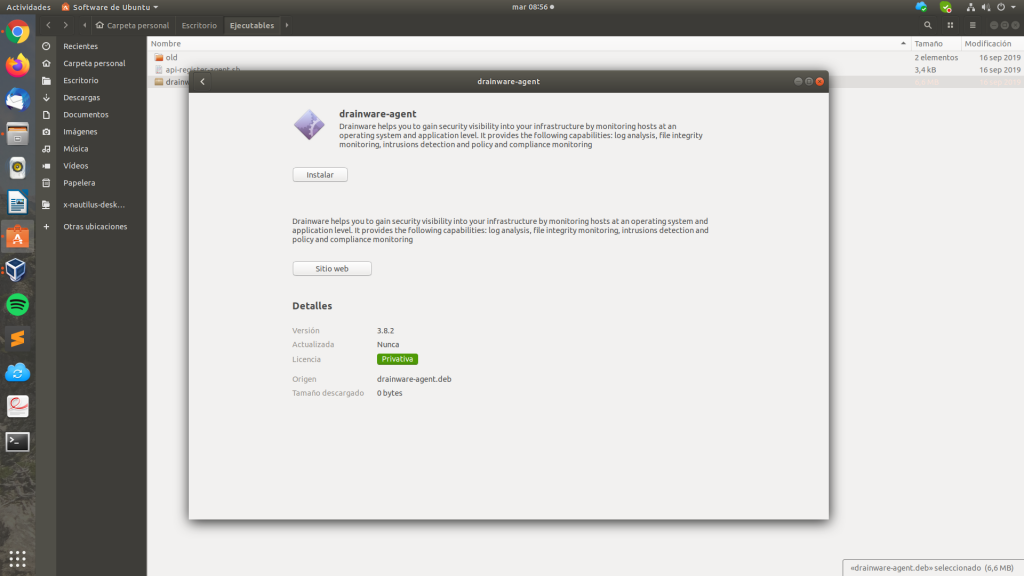 Actividades
Software de Ubuntu
mar 08:56
Carpeta personal
Escritorio
Ejecutables
Recientes
Carpeta personal
Escritorio
Descargas
Documentos
Imágenes
Música
Vídeos
Papelera
x-nautilus-desk...
Otras ubicaciones
Nombre
Tamaño
Modificación
old
2 elementos
16 sep 2019
api-register-agent.sh
3,4 kB
16 sep 2019
drainw
drainware-agent
drainware-agent
Drainware helps you to gain security visibility into your infrastructure by monitoring hosts at an
operating system and application level. It provides the following capabilities: log analysis, file integrity
monitoring, intrusions detection and policy and compliance monitoring
Instalar
Drainware helps you to gain security visibility into your infrastructure by monitoring hosts at an operating system and
application level. It provides the following capabilities: log analysis, file integrity monitoring, intrusions detection and
policy and compliance monitoring
Sitio web
Detalles
Versión 3.8.2
Actualizada Nunca
Licencia Privativa
Origen drainware-agent.deb
Tamaño descargado 0 bytes
«drainware-agent.deb» seleccionado (6,6 MB)